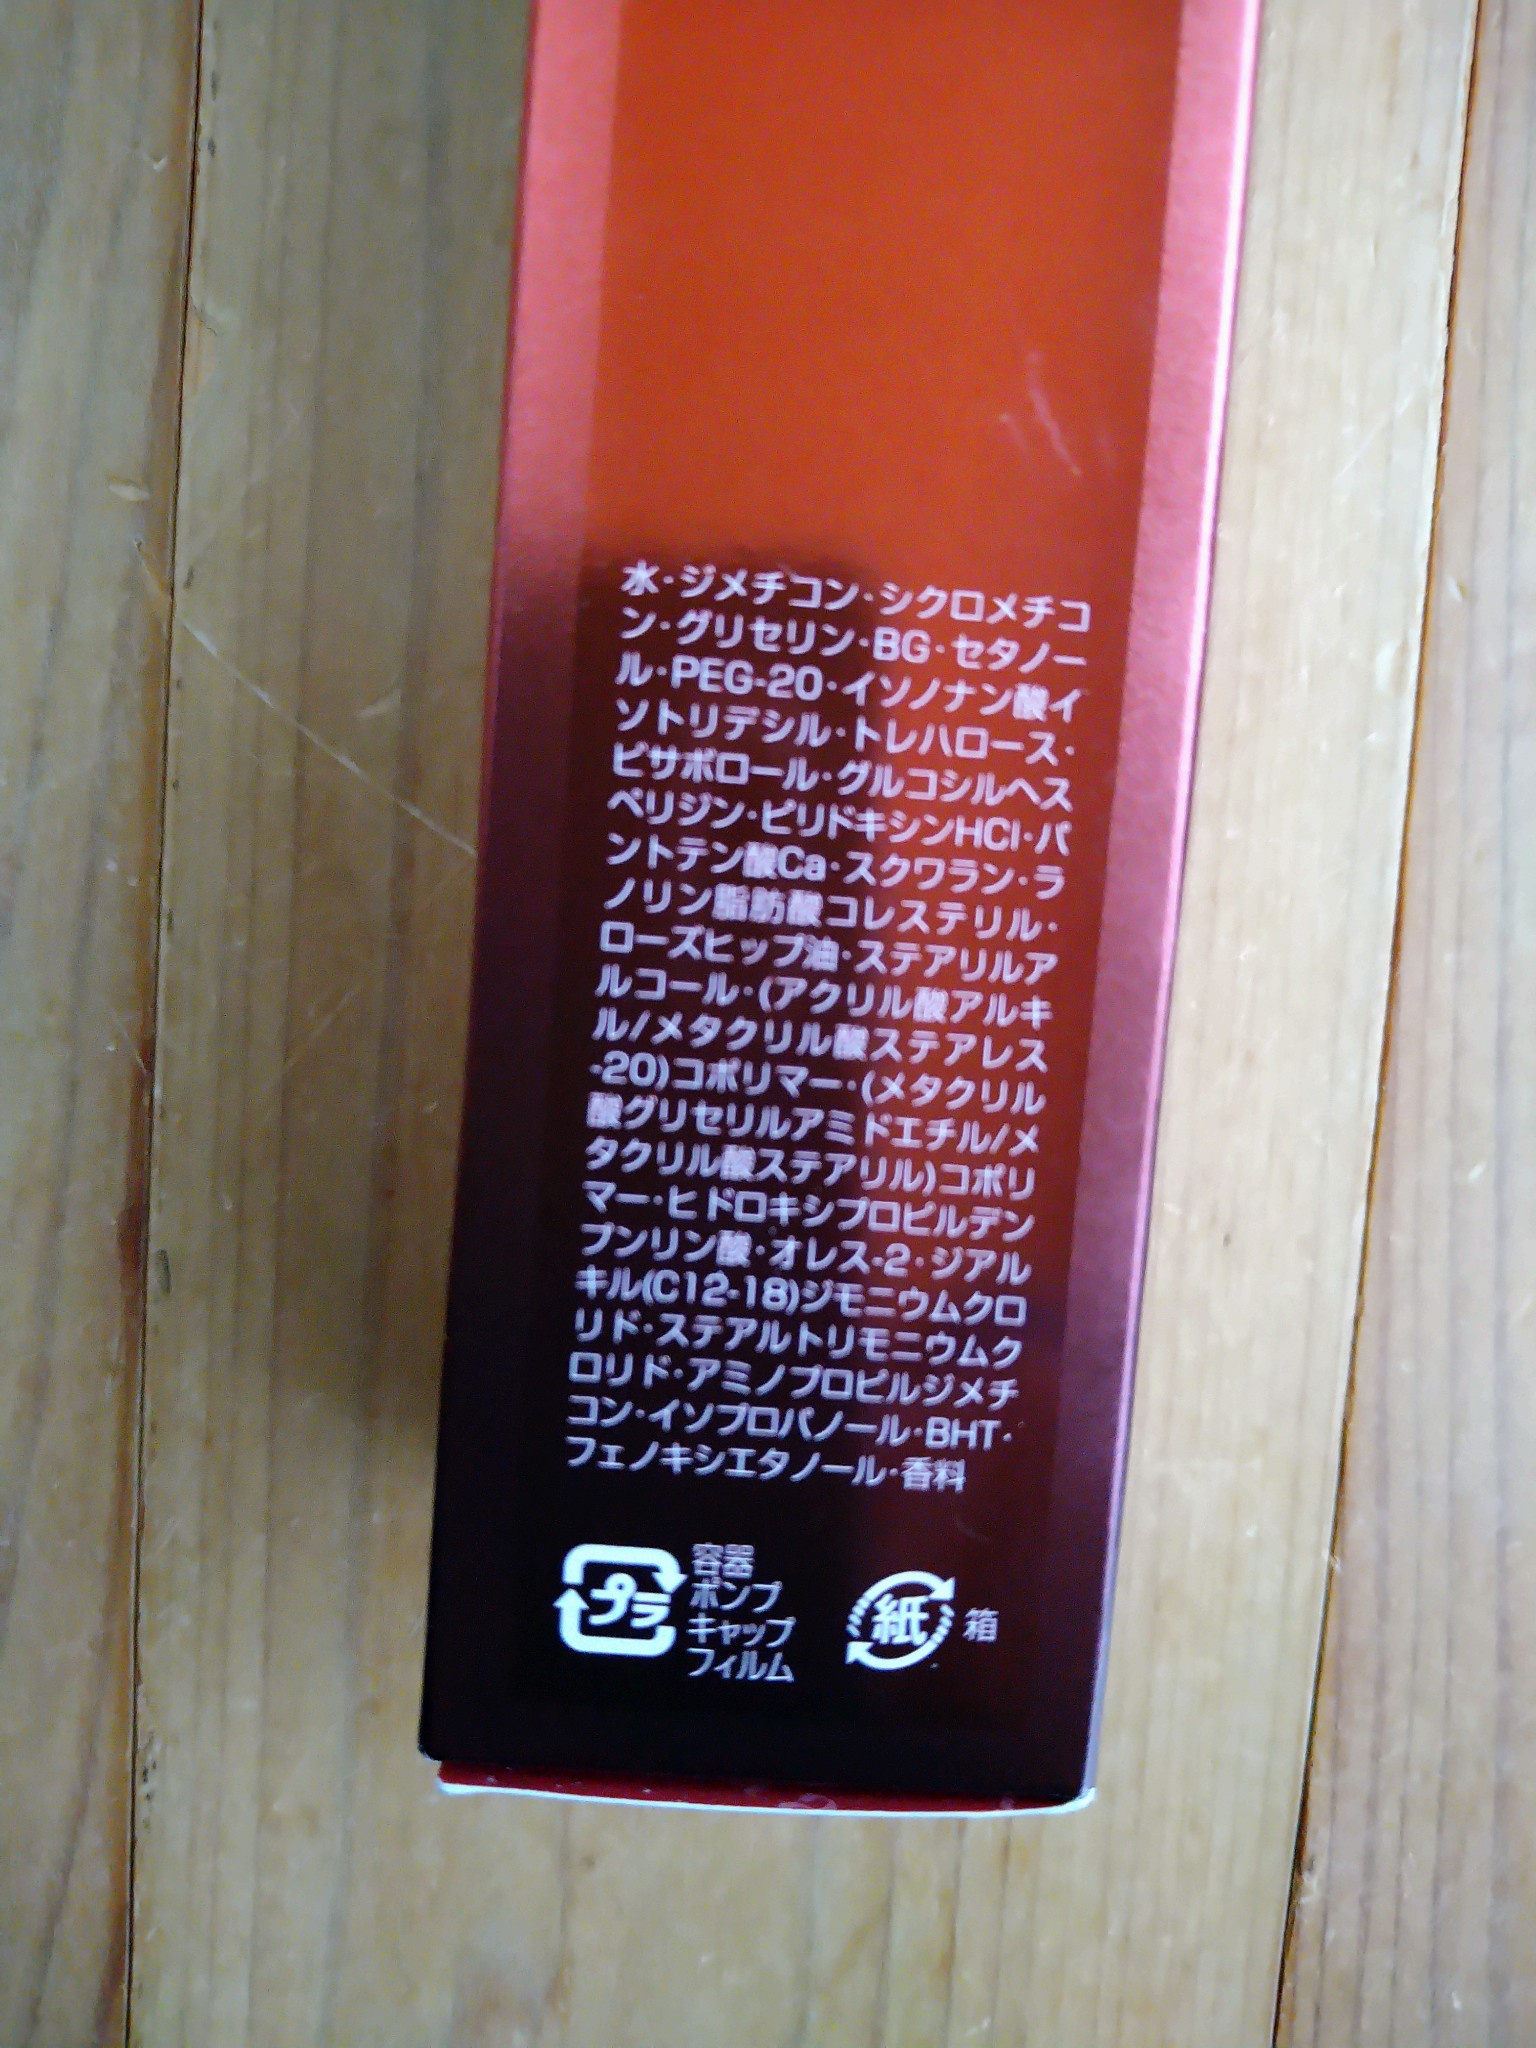 水・ジメチコン・シクロメチコ
ン・グリセリン・BG・セタノー
ル・PEG-20・イソノナン酸イ
ソトリデシル・トレハロース・
ビサボロール・グルコシルヘス
ペリジン・ピリドキシンHCl・パ
ントテン酸Ca・スクワラン・ラ
ノリン脂肪酸コレステリル・
ローズヒップ油・ステアリルア
ルコール・(アクリル酸アルキ
ル/メタクリル酸ステアレス
-20)コポリマー・(メタクリル
酸グリセリルアミドエチル/メ
タクリル酸ステアリル)コポリ
マー・ヒドロキシプロピルデン
プンリン酸・オレス-2・ジアル
キル(C12-18)ジモニウムクロ
リド・ステアルトリモニウムク
ロリド・アミノプロピルジメチ
コン・イソプロパノール・BHT・
フェノキシエタノール・香料
プラ
容器
ポンプ
キャップ
フィルム
紙
箱